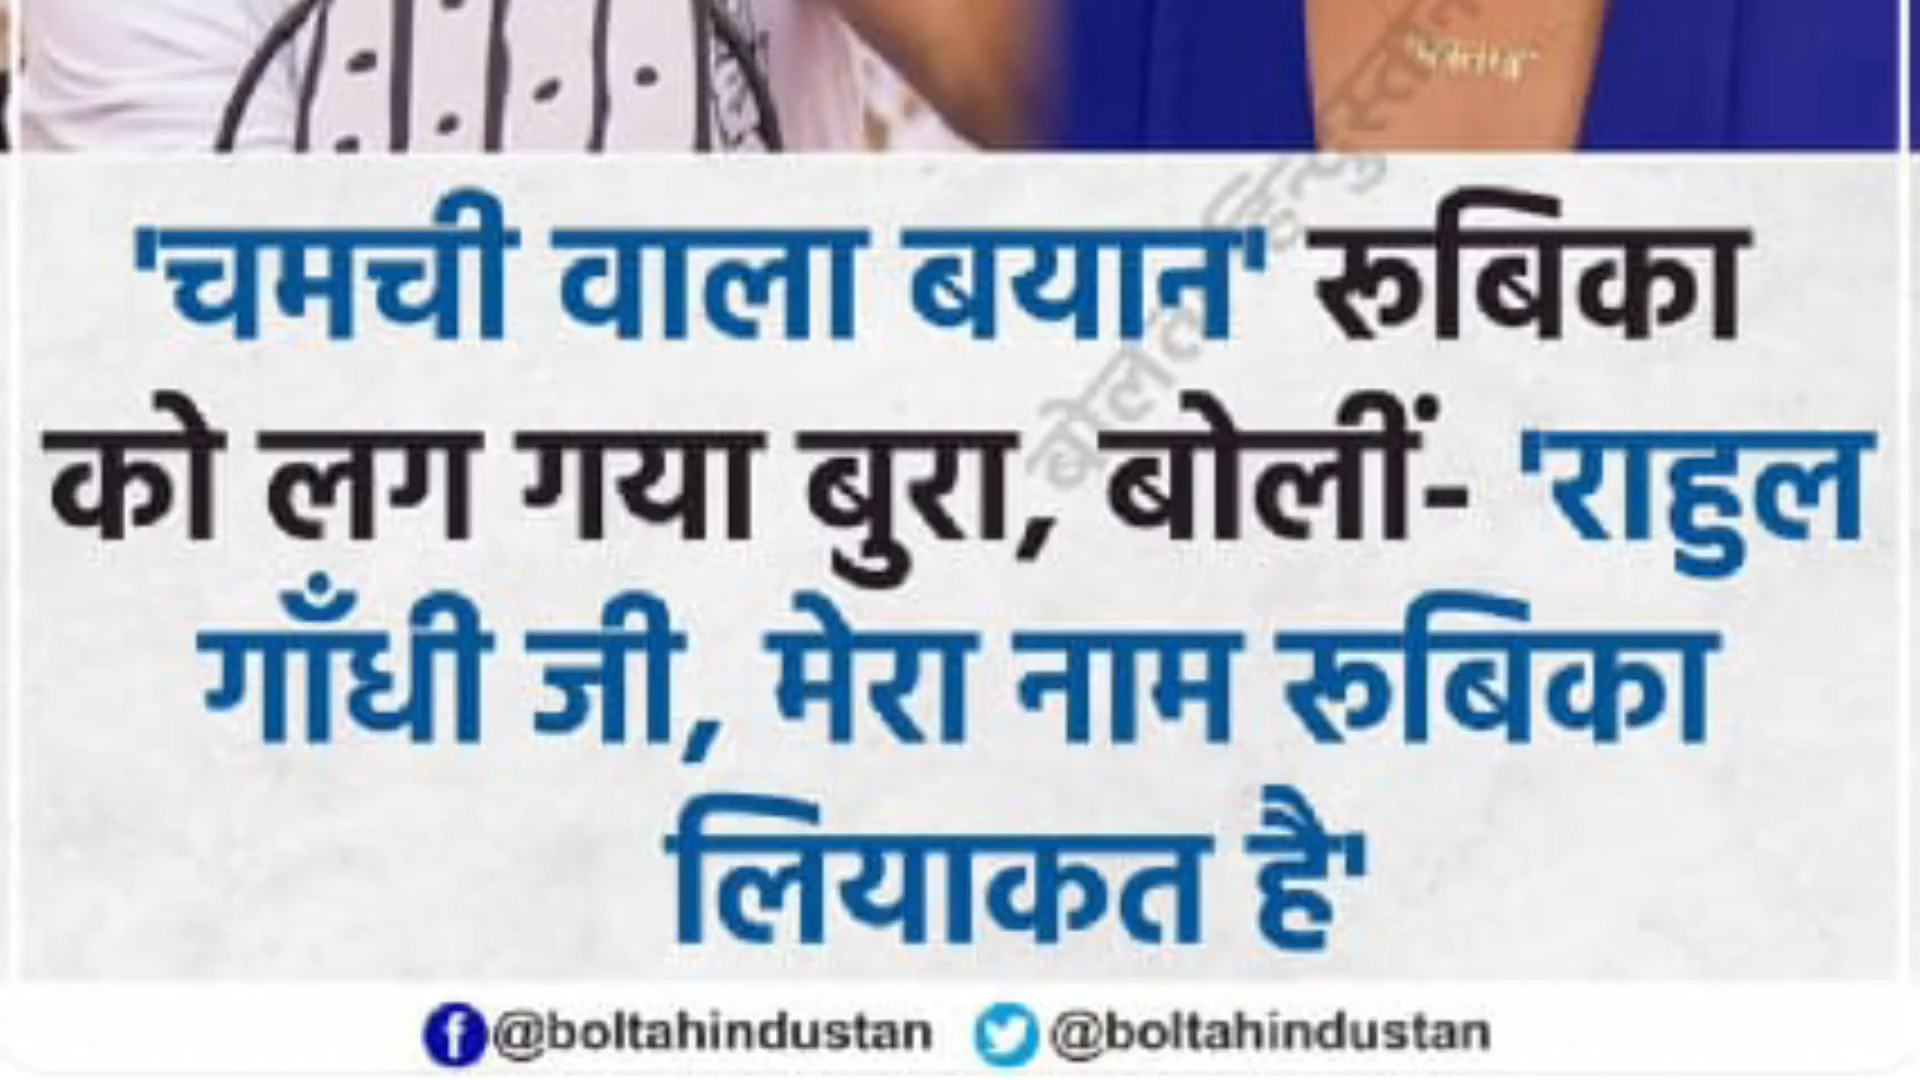 'चमची वाला बयान' रूबिका
को लग गया बुरा, बोलीं- 'राहुल
गाँधी जी, मेरा नाम रूबिका
लियाकत है'
@boltahindustan @boltahindustan